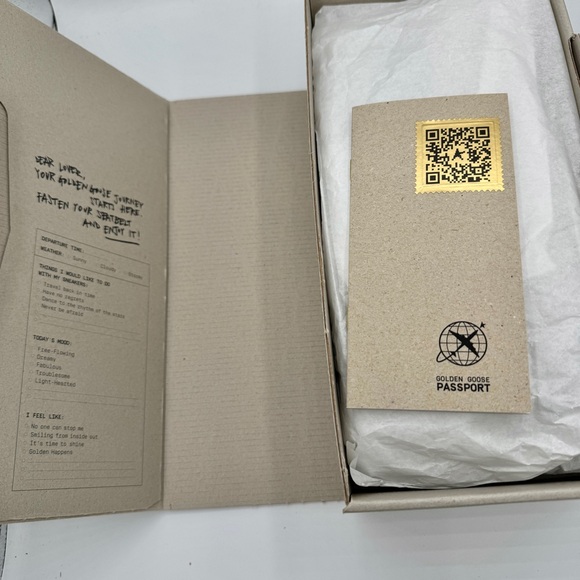 DEAR LOVER,
YOUR GOLDEN GOOSE JOURNEY
STARTS HERE.
FASTEN YOUR SEATBELT
AND ENJOY IT!
DEPARTURE TIME:
WEATHER: Sunny Cloudy
THINGS I WOULD LIKE TO DO
WITH MY SNEAKERS:
Travel back in time
Have no regrets
Dance to the rhythm of the night
Never be afraid
TODAY'S MOOD:
Free-Flowing
Dreamy
Fabulous
Troublesome
Light-Hearted
I FEEL LIKE:
No one can stop me
Smiling from inside out
It's time to shine
Golden Happens
GOLDEN GOOSE
PASSPORT